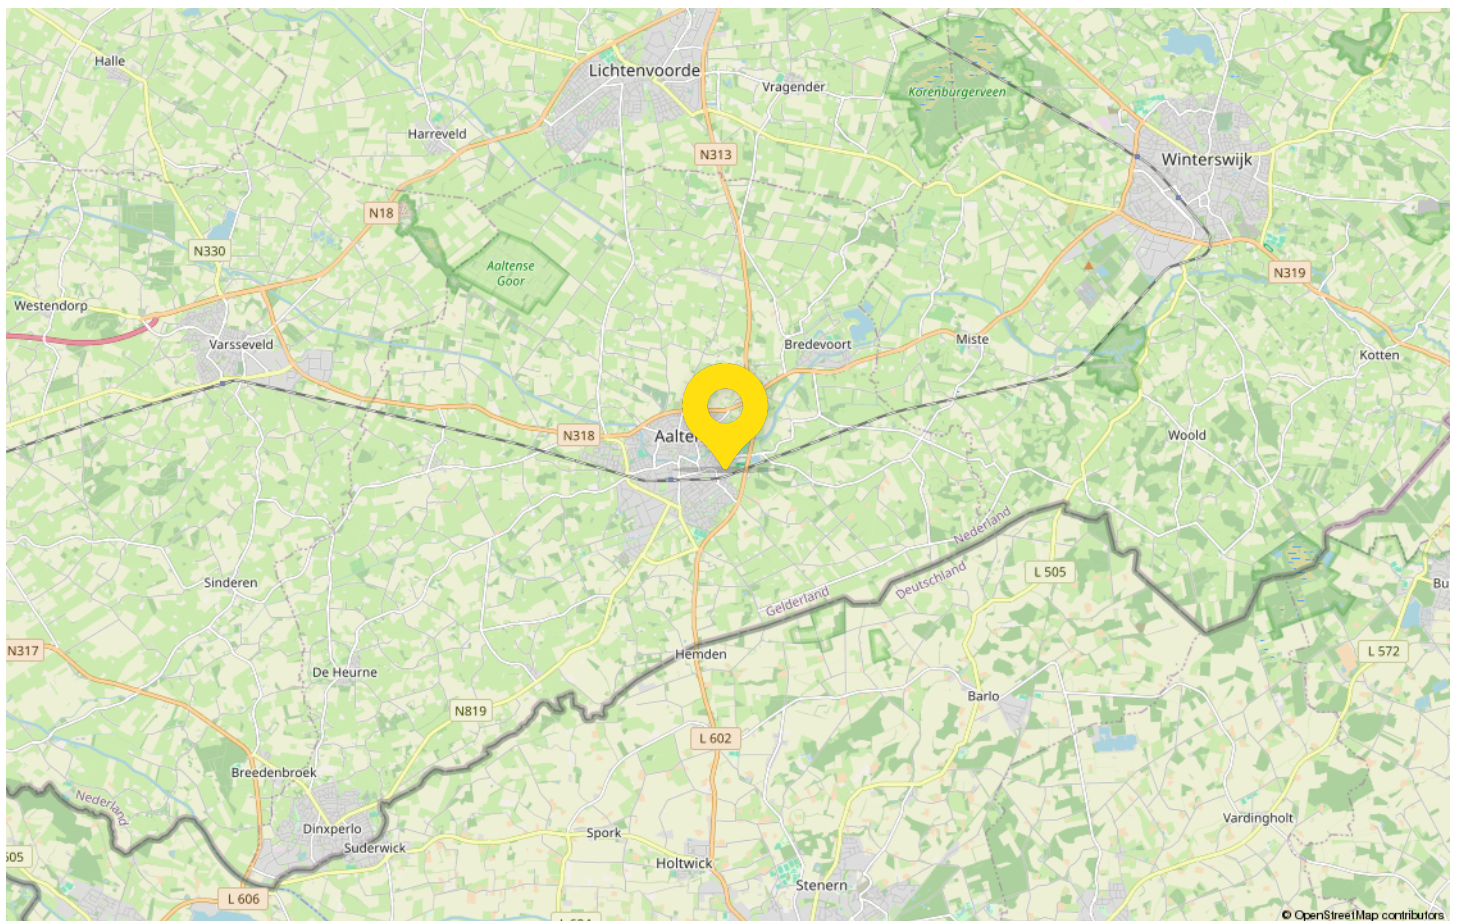 Halle
Lichtenvoorde
Vragender
Korenburgerveen
Harreveld
N313
Winterswijk
N18
N330
Aaltense
Goor
N319
Westendorp
Varsseveld
Bredevoort
Miste
Kotten
N318
Woold
Nederland
Deutschland
L 505
Sinderen
Gelderland
N317
Hemden
L 572
De Heurne
Barlo
N819
L 602
Breedenbroek
Nederland
Dinxperlo
Suderwick
Spork
Vardingholt
Holtwick
Stenern
L 606
© OpenStreetMap contributors